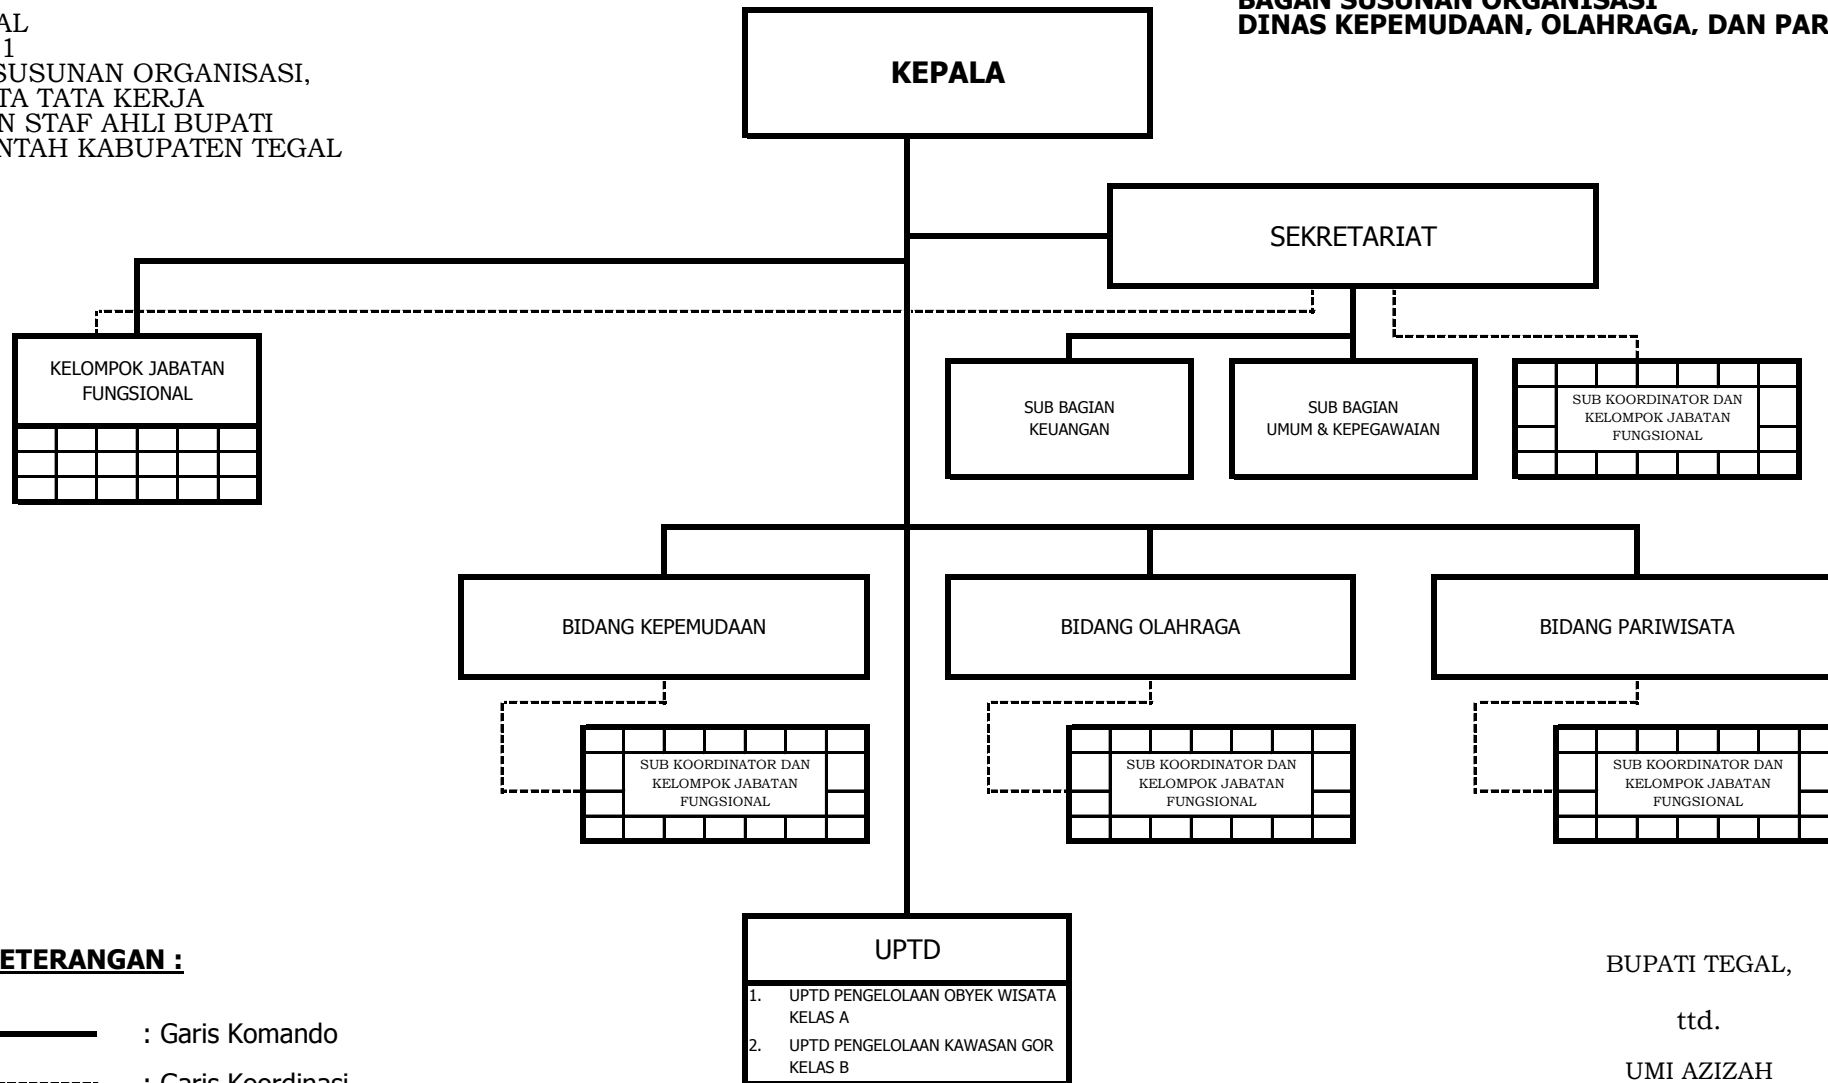 BAGAN SUSUNAN ORGANISASI
DINAS KEPEMUDAAN, OLAHRAGA, DAN PAR
AL
1
SUSUNAN ORGANISASI,
TA TATA KERJA
N STAF AHLI BUPATI
NTAH KABUPATEN TEGAL
KEPALA
SEKRETARIAT
KELOMPOK JABATAN
FUNGSIONAL
SUB BAGIAN
KEUANGAN
SUB BAGIAN
UMUM & KEPEGAWAIAN
SUB KOORDINATOR DAN
KELOMPOK JABATAN
FUNGSIONAL
BIDANG KEPEMUDAAN
BIDANG OLAHRAGA
BIDANG PARIWISATA
SUB KOORDINATOR DAN
KELOMPOK JABATAN
FUNGSIONAL
SUB KOORDINATOR DAN
KELOMPOK JABATAN
FUNGSIONAL
SUB KOORDINATOR DAN
KELOMPOK JABATAN
FUNGSIONAL
UPTD
1. UPTD PENGELOLAAN OBYEK WISATA
KELAS A
2. UPTD PENGELOLAAN KAWASAN GOR
KELAS B
ETERANGAN :
: Garis Komando
: Garis Koordinasi
BUPATI TEGAL,
ttd.
UMI AZIZAH